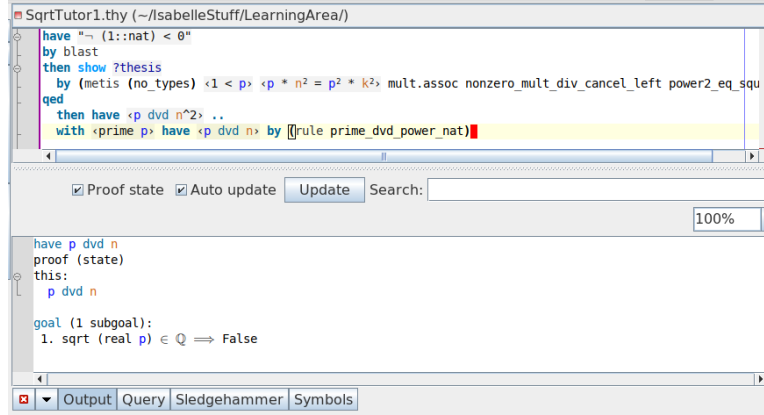 SqrtTutor1.thy (~/IsabelleStuff/LearningArea/)
have "¬ (1::nat) < 0"
by blast
then show ?thesis
by (metis (no_types) ‹1 < p› ‹p * n² = p² * k²› mult.assoc nonzero_mult_div_cancel_left power2_eq_squ
qed
then have ‹p dvd n^2› ..
with ‹prime p› have ‹p dvd n› by (rule prime_dvd_power_nat)
Proof state Auto update Update Search:
100%
have p dvd n
proof (state)
this:
p dvd n
goal (1 subgoal):
1. sqrt (real p) ∈ ℚ ⟹ False
Output Query Sledgehammer Symbols